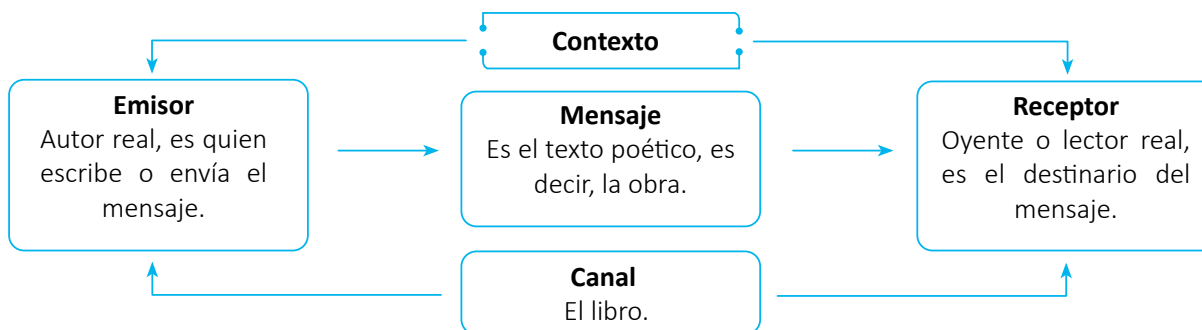 Contexto
Emisor
Autor real, es quien
escribe o envía el
mensaje.
Mensaje
Es el texto poético, es
decir, la obra.
Receptor
Oyente o lector real,
es el destinario del
mensaje.
Canal
El libro.